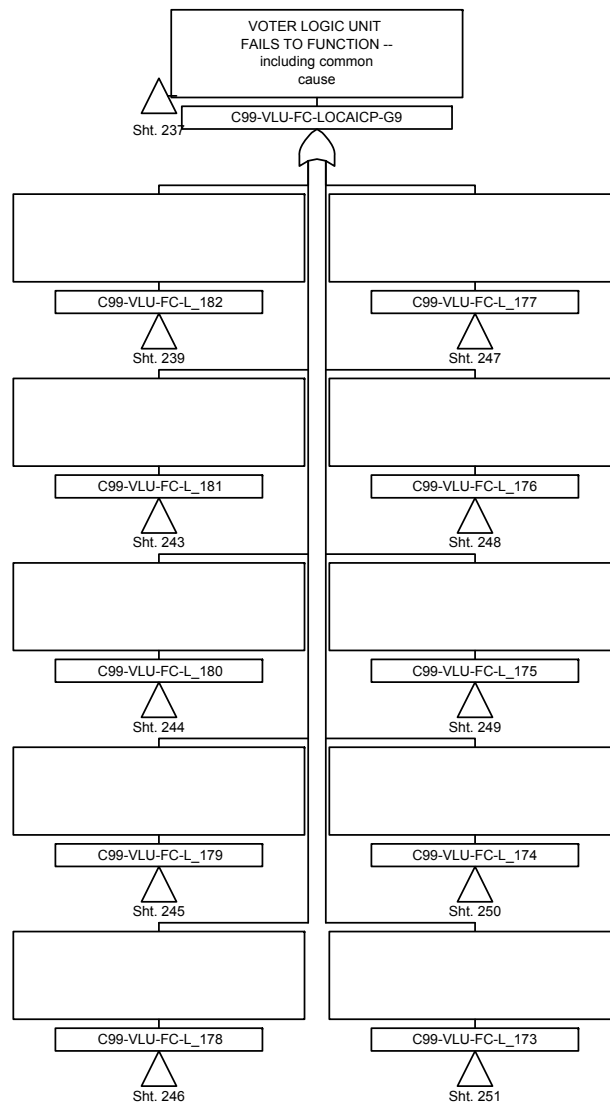 VOTER LOGIC UNIT
FAILS TO FUNCTION --
including common
cause
Sht. 237
C99-VLU-FC-LOCAICP-G9
C99-VLU-FC-L_182
Sht. 239
C99-VLU-FC-L_177
Sht. 247
C99-VLU-FC-L_181
Sht. 243
C99-VLU-FC-L_176
Sht. 248
C99-VLU-FC-L_180
Sht. 244
C99-VLU-FC-L_175
Sht. 249
C99-VLU-FC-L_179
Sht. 245
C99-VLU-FC-L_174
Sht. 250
C99-VLU-FC-L_178
Sht. 246
C99-VLU-FC-L_173
Sht. 251